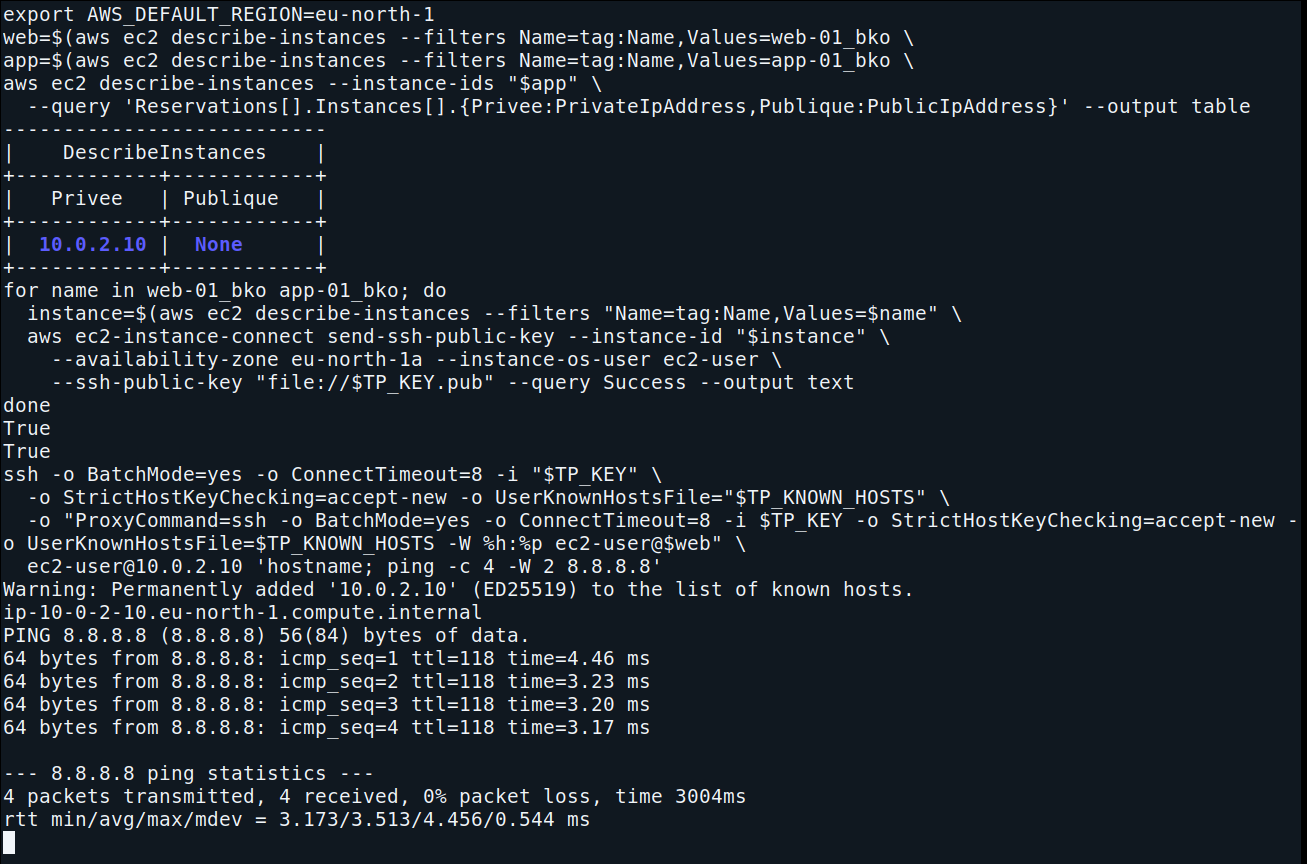 export AWS_DEFAULT_REGION=eu-north-1
web=$(aws ec2 describe-instances --filters Name=tag:Name,Values=web-01_bko \
app=$(aws ec2 describe-instances --filters Name=tag:Name,Values=app-01_bko \
aws ec2 describe-instances --instance-ids "$app" \
  --query 'Reservations[].Instances[].{Privee:PrivateIpAddress,Publique:PublicIpAddress}' --output table
---------------------------
|    DescribeInstances    |
+------------+------------+
|   Privee   | Publique   |
+------------+------------+
|  10.0.2.10 |  None      |
+------------+------------+
for name in web-01_bko app-01_bko; do
  instance=$(aws ec2 describe-instances --filters "Name=tag:Name,Values=$name" \
  aws ec2-instance-connect send-ssh-public-key --instance-id "$instance" \
    --availability-zone eu-north-1a --instance-os-user ec2-user \
    --ssh-public-key "file://$TP_KEY.pub" --query Success --output text
done
True
True
ssh -o BatchMode=yes -o ConnectTimeout=8 -i "$TP_KEY" \
  -o StrictHostKeyChecking=accept-new -o UserKnownHostsFile="$TP_KNOWN_HOSTS" \
  -o "ProxyCommand=ssh -o BatchMode=yes -o ConnectTimeout=8 -i $TP_KEY -o StrictHostKeyChecking=accept-new -
o UserKnownHostsFile=$TP_KNOWN_HOSTS -W %h:%p ec2-user@$web" \
  ec2-user@10.0.2.10 'hostname; ping -c 4 -W 2 8.8.8.8'
Warning: Permanently added '10.0.2.10' (ED25519) to the list of known hosts.
ip-10-0-2-10.eu-north-1.compute.internal
PING 8.8.8.8 (8.8.8.8) 56(84) bytes of data.
64 bytes from 8.8.8.8: icmp_seq=1 ttl=118 time=4.46 ms
64 bytes from 8.8.8.8: icmp_seq=2 ttl=118 time=3.23 ms
64 bytes from 8.8.8.8: icmp_seq=3 ttl=118 time=3.20 ms
64 bytes from 8.8.8.8: icmp_seq=4 ttl=118 time=3.17 ms

--- 8.8.8.8 ping statistics ---
4 packets transmitted, 4 received, 0% packet loss, time 3004ms
rtt min/avg/max/mdev = 3.173/3.513/4.456/0.544 ms